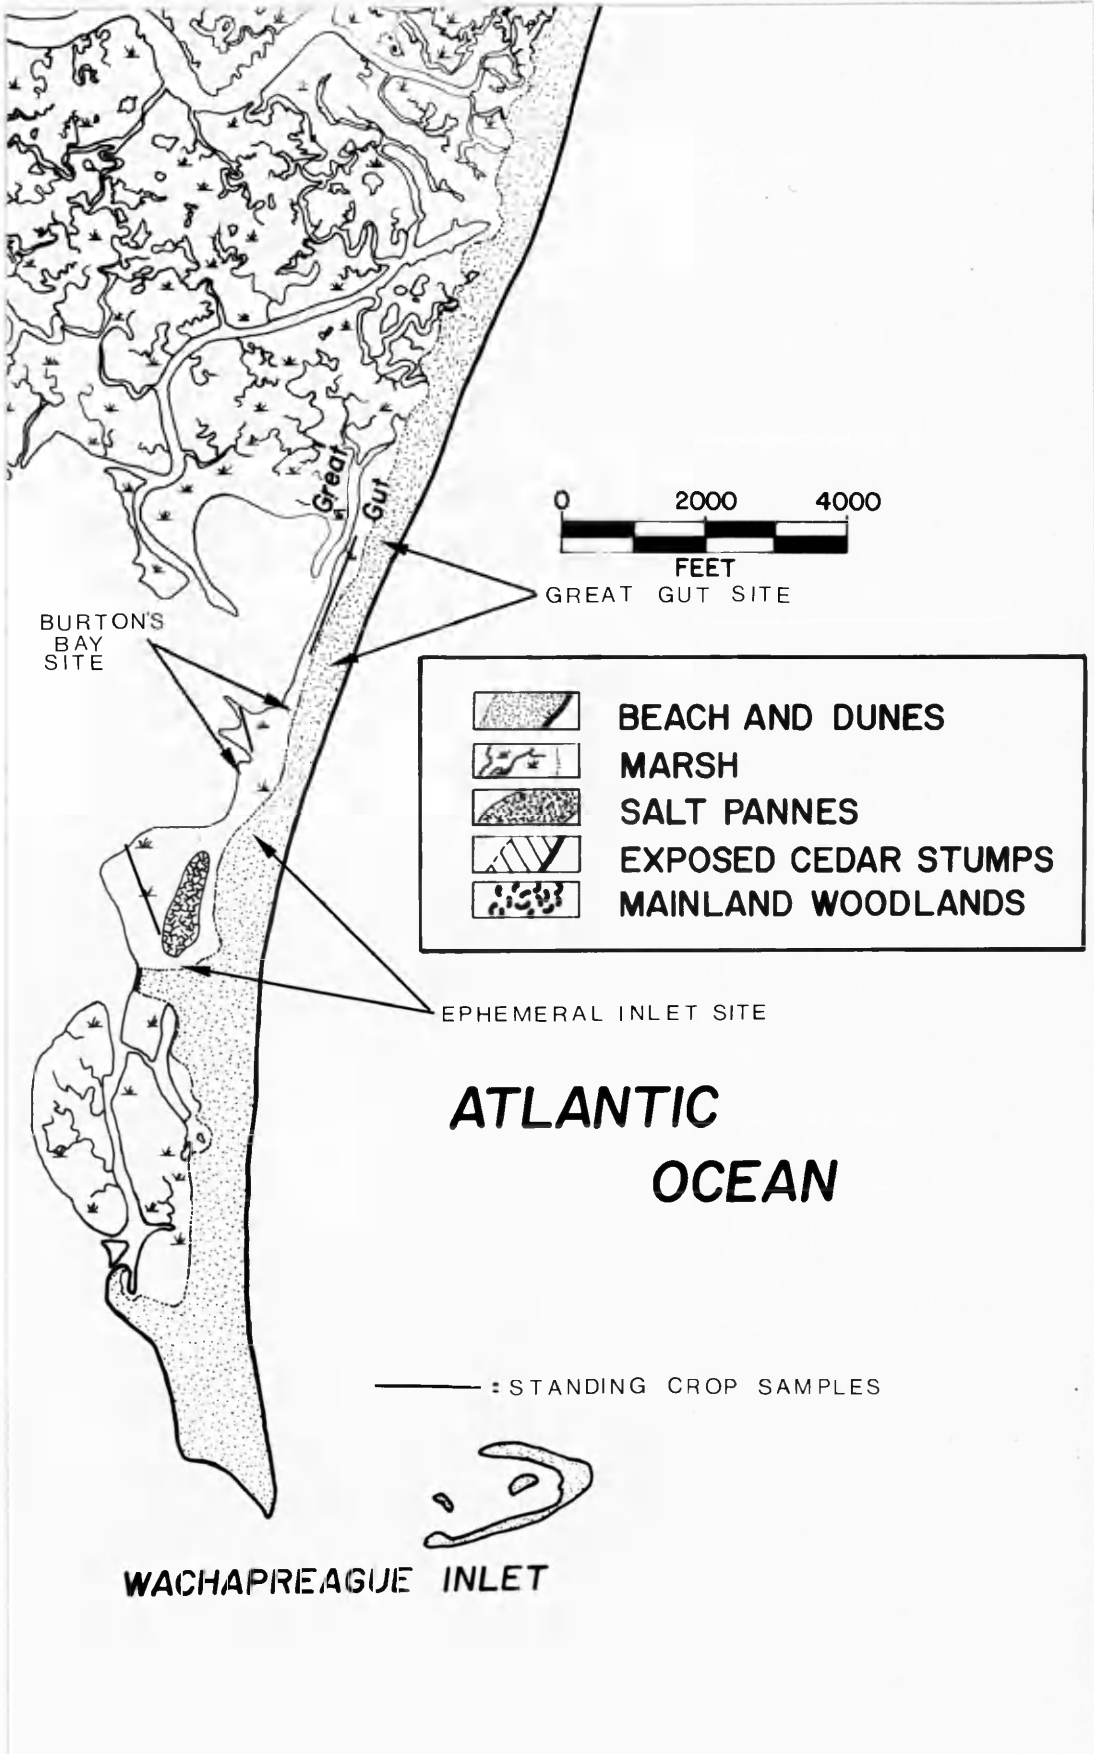 Great
Gut
0 2000 4000
FEET
GREAT GUT SITE
BURTON'S
BAY
SITE
BEACH AND DUNES
MARSH
SALT PANNES
EXPOSED CEDAR STUMPS
MAINLAND WOODLANDS
EPHEMERAL INLET SITE
ATLANTIC
OCEAN
= STANDING CROP SAMPLES
WACHAPREAGUE INLET